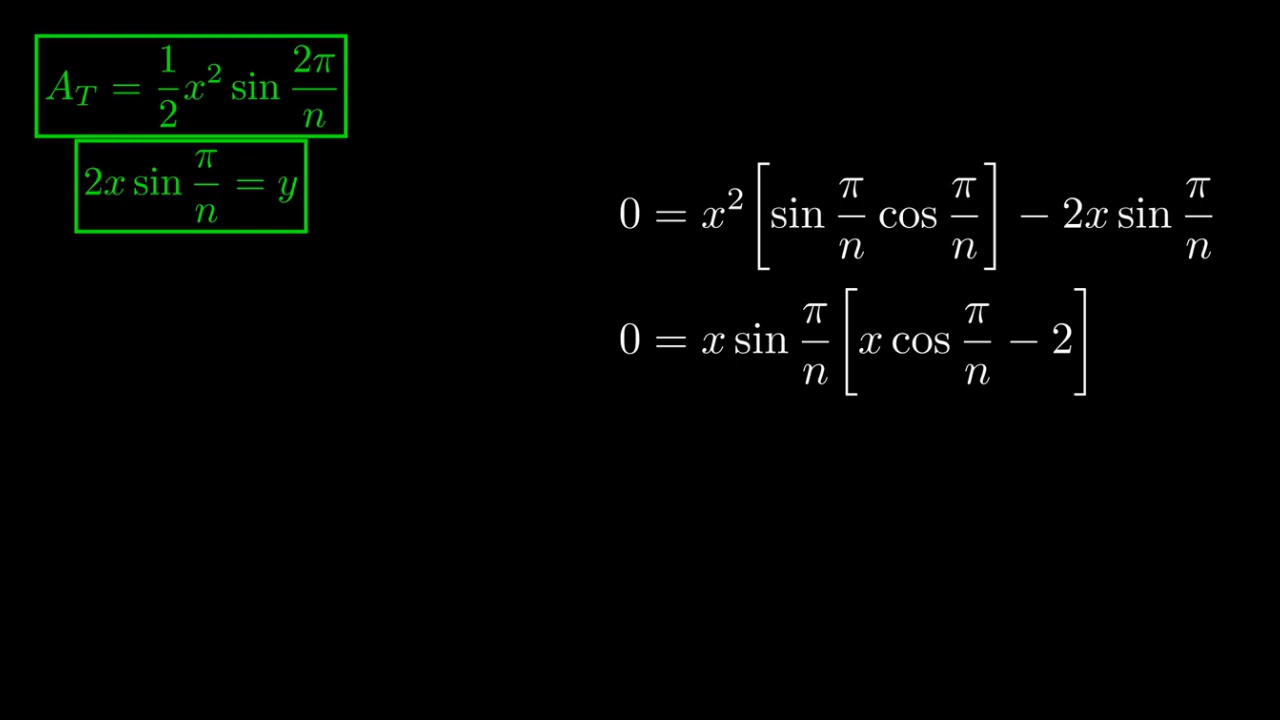 $A_T = \frac{1}{2}x^2 \sin \frac{2\pi}{n}$
$2x \sin \frac{\pi}{n} = y$
$0 = x^2 \left[ \sin \frac{\pi}{n} \cos \frac{\pi}{n} \right] - 2x \sin \frac{\pi}{n}$
$0 = x \sin \frac{\pi}{n} \left[ x \cos \frac{\pi}{n} - 2 \right]$